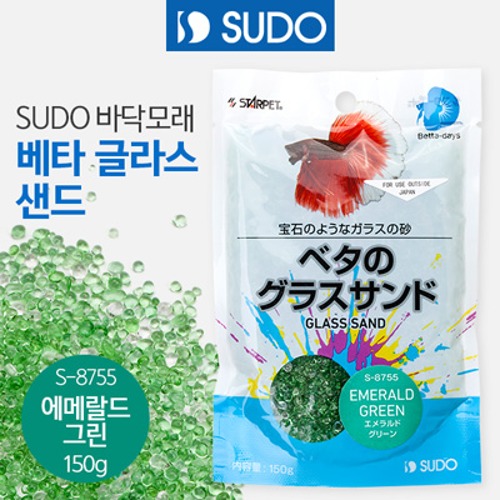 SUDO
SUDO 바닥모래
베타 글라스
샌드
S-8755
에메랄드
그린
150g
STARPET
Betta-days
FOR USE OUTSIDE
JAPAN
宝石のようなガラスの砂
ベタの
グラスサンド
GLASS SAND
S-8755
EMERALD
GREEN
エメラルド
グリーン
内容量:150g
SUDO